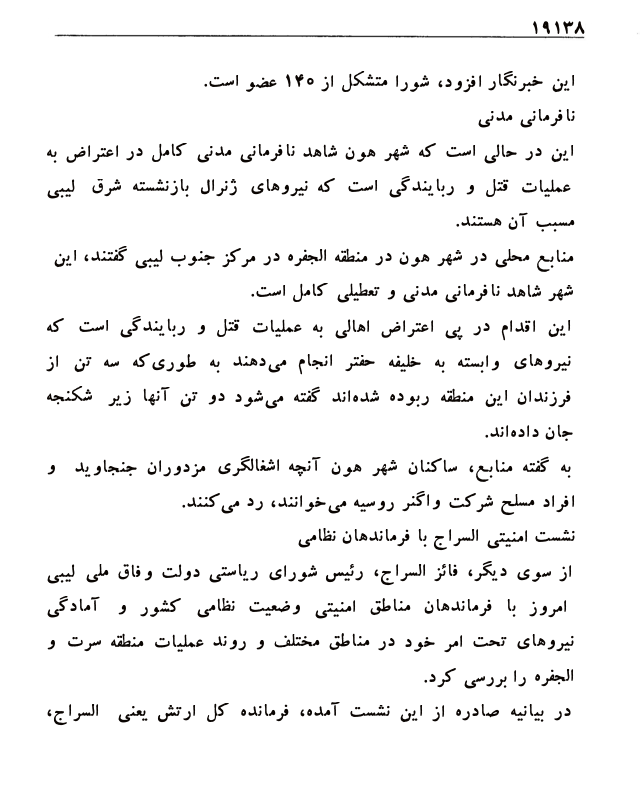 ۱۹۱۳۸
این خبرنگار افزود، شورا متشکل از ۱۴۰ عضو است.
نافرمانی مدنی
این در حالی است که شهر هون شاهد نافرمانی مدنی کامل در اعتراض به
عملیات قتل و ربایندگی است که نیروهای ژنرال بازنشسته شرق لیبی
مسبب آن هستند.
منابع محلی در شهر هون در منطقه الجفره در مرکز جنوب لیبی گفتند، این
شهر شاهد نافرمانی مدنی و تعطیلی کامل است.
این اقدام در پی اعتراض اهالی به عملیات قتل و ربایندگی است که
نیروهای وابسته به خلیفه حفتر انجام می‌دهند به طوری‌که سه تن از
فرزندان این منطقه ربوده شده‌اند گفته می‌شود دو تن آنها زیر شکنجه
جان داده‌اند.
به گفته منابع، ساکنان شهر هون آنچه اشغالگری مزدوران جنجاوید و
افراد مسلح شرکت واگنر روسیه می‌خوانند، رد می‌کنند.
نشست امنیتی السراج با فرماندهان نظامی
از سوی دیگر، فائز السراج، رئیس شورای ریاستی دولت وفاق ملی لیبی
امروز با فرماندهان مناطق امنیتی وضعیت نظامی کشور و آمادگی
نیروهای تحت امر خود در مناطق مختلف و روند عملیات منطقه سرت و
الجفره را بررسی کرد.
در بیانیه صادره از این نشست آمده، فرمانده کل ارتش یعنی السراج،